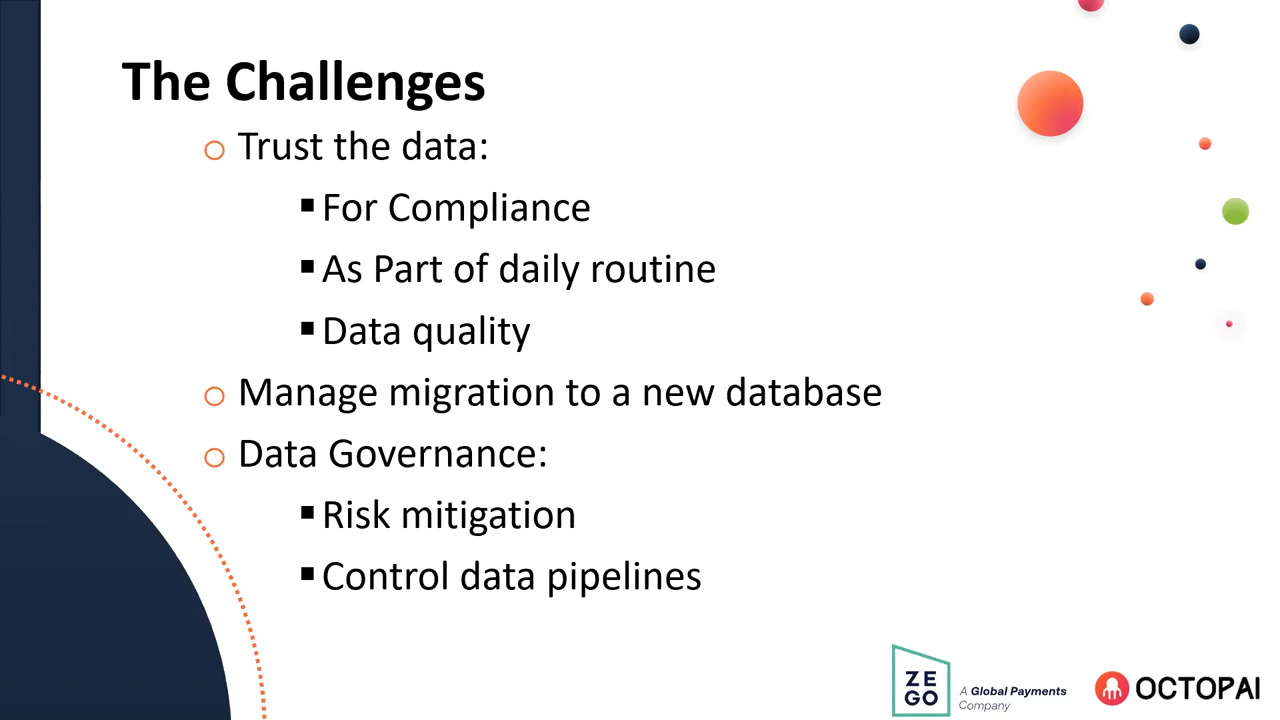 The Challenges
Trust the data:
For Compliance
As Part of daily routine
Data quality
Manage migration to a new database
Data Governance:
Risk mitigation
Control data pipelines
ZE
GO
A Global Payments
Company
OCTOPAI